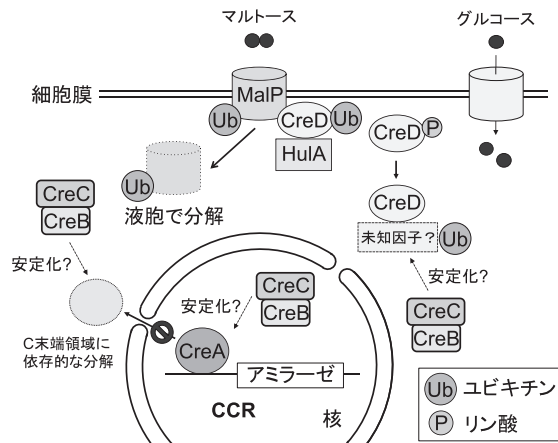 マルトース
グルコース
細胞膜
MalP
Ub
CreD
Ub
HulA
CreD
P
Ub
液胞で分解
CreD
未知因子?
Ub
CreC
CreB
安定化?
安定化?
CreC
CreB
安定化?
CreC
CreB
C末端領域に
依存的な分解
CreA
アミラーゼ
CCR
核
Ub
ユビキチン
P
リン酸